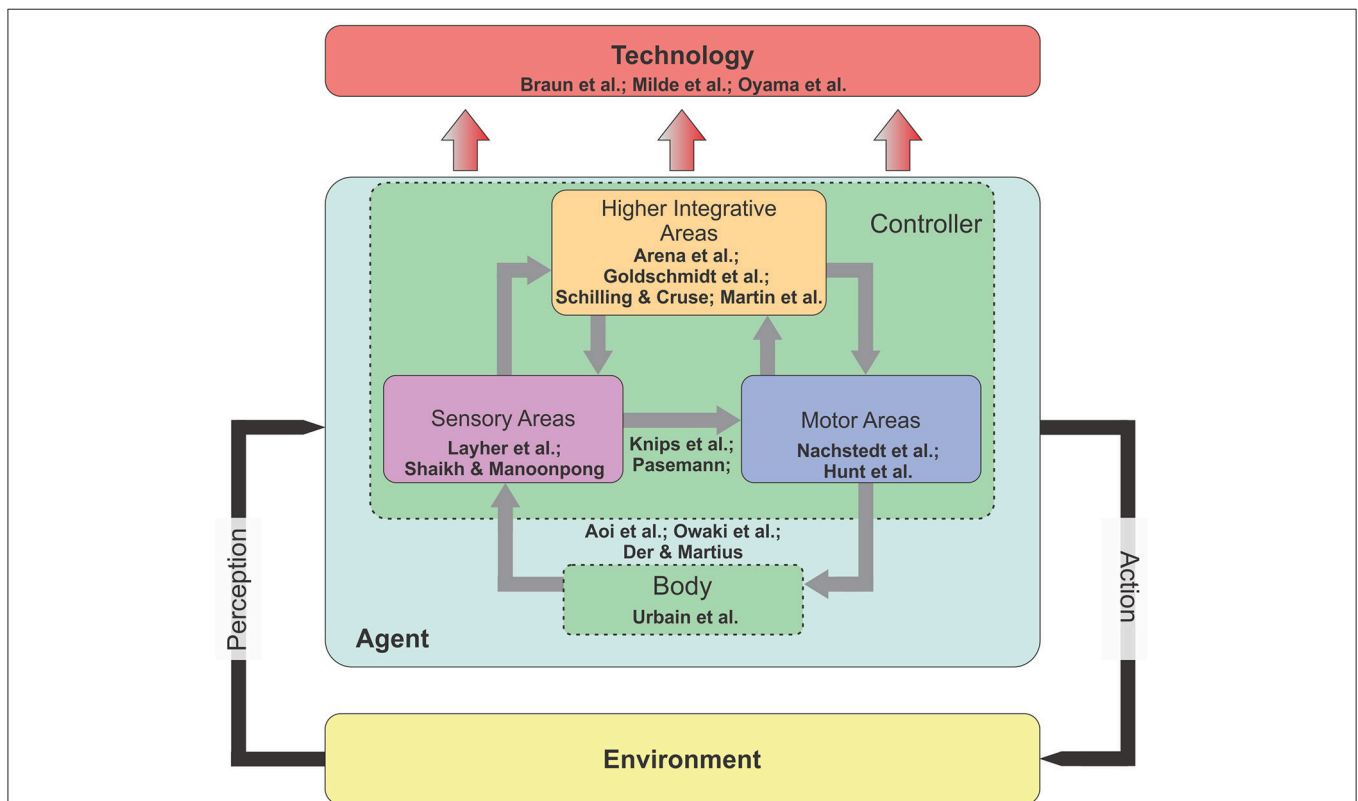 Technology
Braun et al.; Milde et al.; Oyama et al.
Higher Integrative
Areas
Arena et al.;
Goldschmidt et al.;
Schilling & Cruse; Martin et al.
Controller
Sensory Areas
Layher et al.;
Shaikh & Manoonpong
Knips et al.;
Pasemann;
Motor Areas
Nachstedt et al.;
Hunt et al.
Aoi et al.; Owaki et al.;
Der & Martius
Body
Urbain et al.
Agent
Perception
Action
Environment